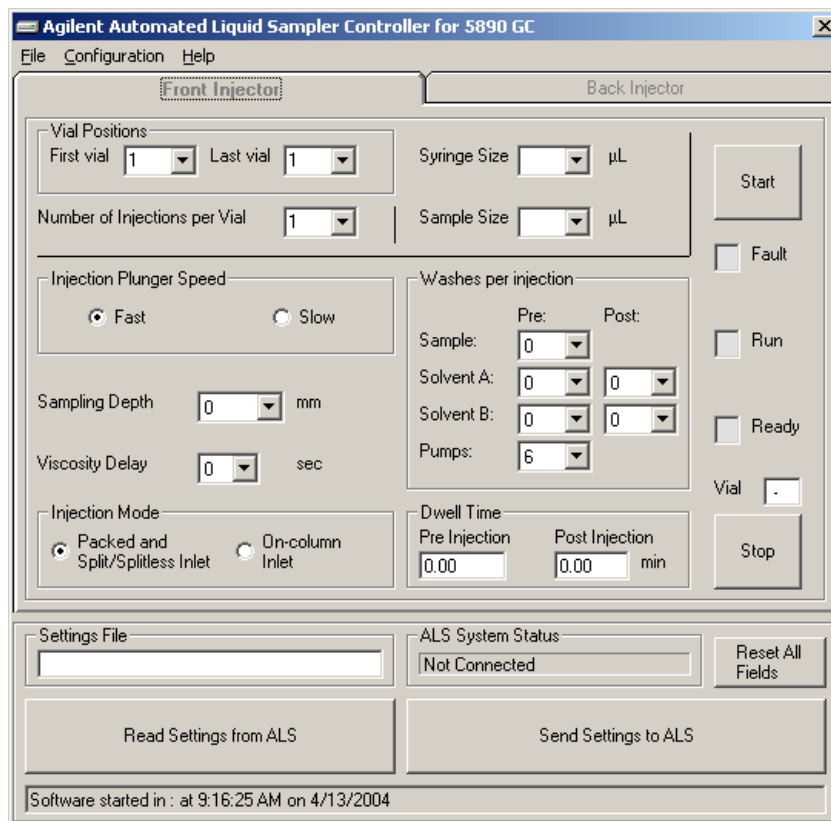 Agilent Automated Liquid Sampler Controller for 5890 GC
File Configuration Help
Front Injector Back Injector
Vial Positions
First vial 1 Last vial 1 Syringe Size µL
Number of Injections per Vial 1 Sample Size µL
Start
Fault
Injection Plunger Speed
Fast Slow
Washes per injection
Pre: Post:
Sample: 0
Solvent A: 0 0
Solvent B: 0 0
Pumps: 6
Run
Ready
Sampling Depth 0 mm
Viscosity Delay 0 sec
Vial -
Injection Mode
Packed and
Split/Splitless Inlet
On-column
Inlet
Dwell Time
Pre Injection Post Injection
0.00 0.00 min
Stop
Settings File
ALS System Status
Not Connected
Reset All
Fields
Read Settings from ALS Send Settings to ALS
Software started in : at 9:16:25 AM on 4/13/2004